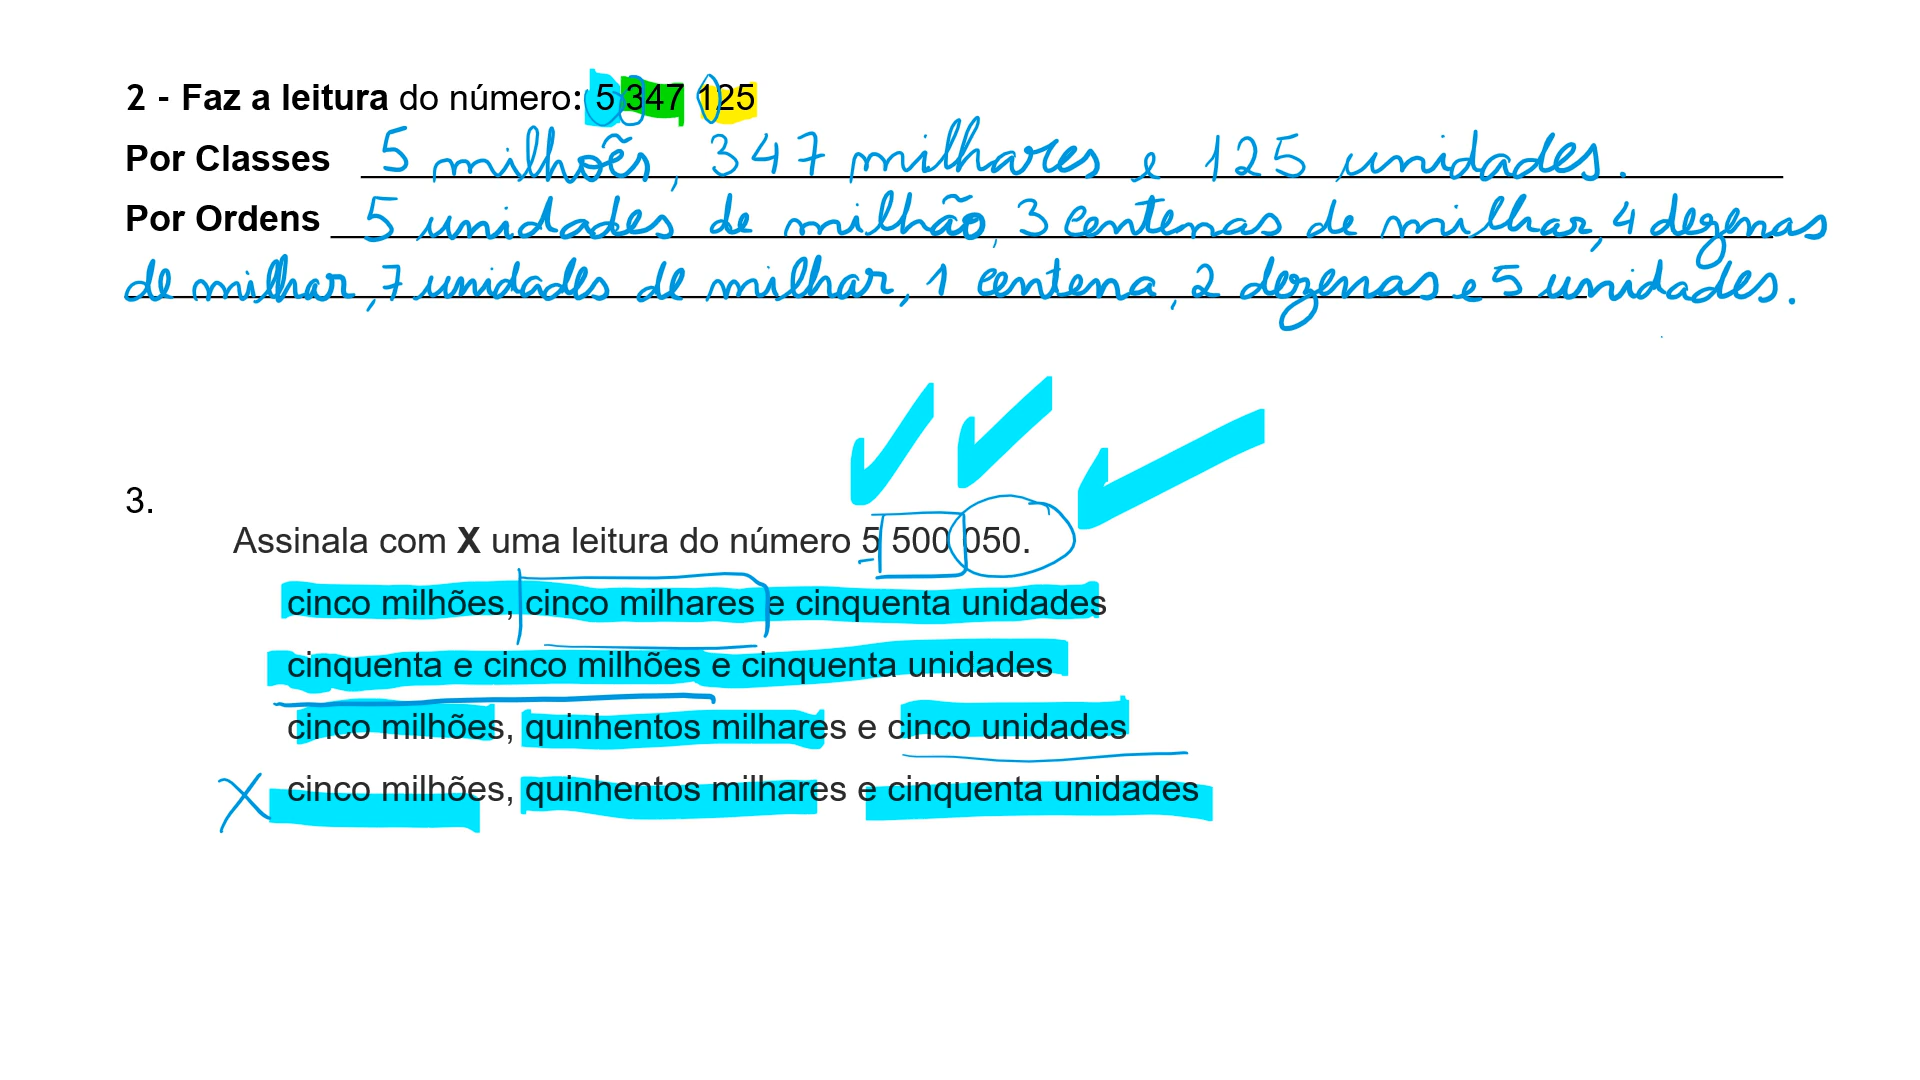 2 - Faz a leitura do número: 5 347 125
Por Classes 5 milhões, 347 milhares e 125 unidades.
Por Ordens 5 unidades de milhão, 3 centenas de milhar, 4 dezenas
de milhar, 7 unidades de milhar, 1 centena, 2 dezenas e 5 unidades.
3.
Assinala com X uma leitura do número 5 500 050.
cinco milhões, cinco milhares e cinquenta unidades
cinquenta e cinco milhões e cinquenta unidades
cinco milhões, quinhentos milhares e cinco unidades
X cinco milhões, quinhentos milhares e cinquenta unidades